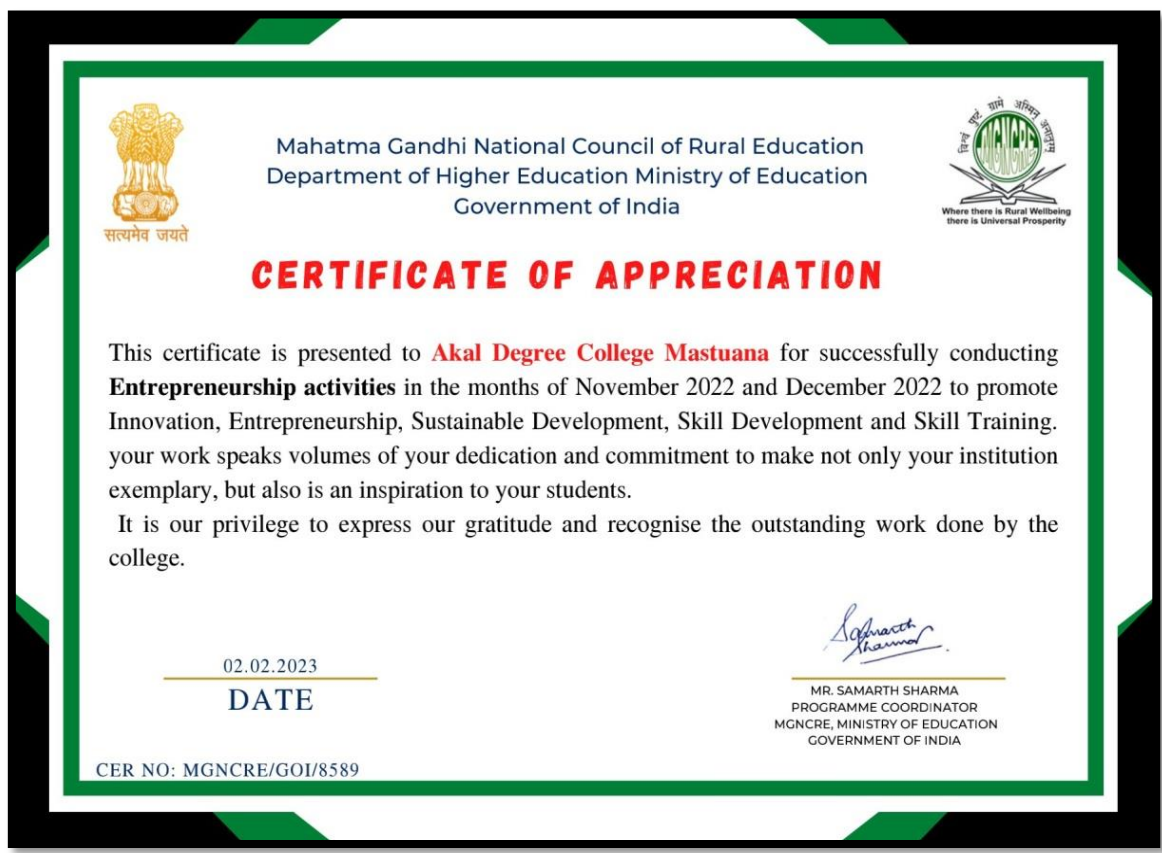 सत्यमेव जयते
Mahatma Gandhi National Council of Rural Education
Department of Higher Education Ministry of Education
Government of India
विश्वं पुष्टं ग्रामे अस्मिन् अनातुरम्
MGNCRE
Where there is Rural Wellbeing
there is Universal Prosperity
CERTIFICATE OF APPRECIATION
This certificate is presented to Akal Degree College Mastuana for successfully conducting
Entrepreneurship activities in the months of November 2022 and December 2022 to promote
Innovation, Entrepreneurship, Sustainable Development, Skill Development and Skill Training.
your work speaks volumes of your dedication and commitment to make not only your institution
exemplary, but also is an inspiration to your students.
It is our privilege to express our gratitude and recognise the outstanding work done by the
college.
Samarth
Sharma
02.02.2023
DATE
MR. SAMARTH SHARMA
PROGRAMME COORDINATOR
MGNCRE, MINISTRY OF EDUCATION
GOVERNMENT OF INDIA
CER NO: MGNCRE/GOI/8589